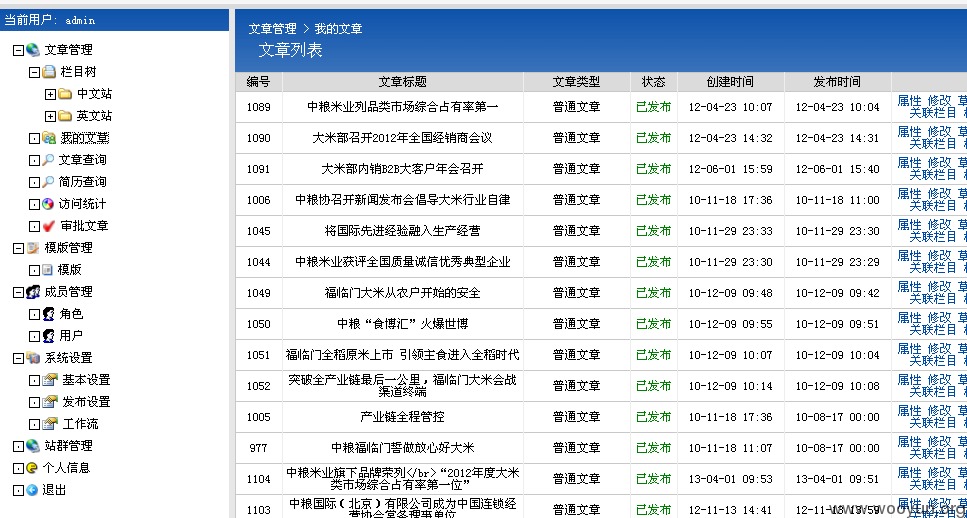 当前用户: admin
文章管理
栏目树
中文站
英文站
我的文章
文章查询
简历查询
访问统计
审批文章
模版管理
模版
成员管理
角色
用户
系统设置
基本设置
发布设置
工作流
站群管理
个人信息
退出
文章管理 > 我的文章
文章列表
编号 文章标题 文章类型 状态 创建时间 发布时间
1089 中粮米业列品类市场综合占有率第一 普通文章 已发布 12-04-23 10:07 12-04-23 10:04 属性 修改
关联栏目
1090 大米部召开2012年全国经销商会议 普通文章 已发布 12-04-23 14:32 12-04-23 14:31 属性 修改
关联栏目
1091 大米部内销B2B大客户年会召开 普通文章 已发布 12-06-01 15:59 12-06-01 15:40 属性 修改
关联栏目
1006 中粮协召开新闻发布会倡导大米行业自律 普通文章 已发布 10-11-18 17:36 10-11-18 11:00 属性 修改
关联栏目
1045 将国际先进经验融入生产经营 普通文章 已发布 10-11-29 23:33 10-11-29 23:30 属性 修改
关联栏目
1044 中粮米业获评全国质量诚信优秀典型企业 普通文章 已发布 10-11-29 23:30 10-11-29 23:29 属性 修改
关联栏目
1049 福临门大米从农户开始的安全 普通文章 已发布 10-12-09 09:48 10-12-09 09:42 属性 修改
关联栏目
1050 中粮“食博汇”火爆世博 普通文章 已发布 10-12-09 09:55 10-12-09 09:51 属性 修改
关联栏目
1051 福临门全稻原米上市 引领主食进入全稻时代 普通文章 已发布 10-12-09 10:07 10-12-09 10:04 属性 修改
关联栏目
1052 突破全产业链最后一公里，福临门大米会战
渠道终端 普通文章 已发布 10-12-09 10:14 10-12-09 10:08 属性 修改
关联栏目
1005 产业链全程管控 普通文章 已发布 10-11-18 17:36 10-08-17 00:00 属性 修改
关联栏目
977 中粮福临门誓做放心好大米 普通文章 已发布 10-11-18 11:07 10-08-17 00:00 属性 修改
关联栏目
1104 中粮米业旗下品牌荣列</br>“2012年度大米
类市场综合占有率第一位” 普通文章 已发布 13-04-01 09:53 13-04-01 09:51 属性 修改
关联栏目
1103 中粮国际（北京）有限公司成为中国连锁经
营协会常务理事单位 普通文章 已发布 12-11-13 14:41 12-11-13 13:59 属性 修改
关联栏目
www.wooyun.org